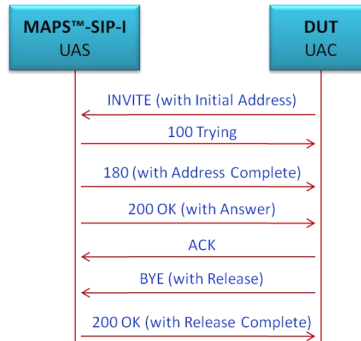 MAPS™-SIP-I
UAS
DUT
UAC
INVITE (with Initial Address)
100 Trying
180 (with Address Complete)
200 OK (with Answer)
ACK
BYE (with Release)
200 OK (with Release Complete)